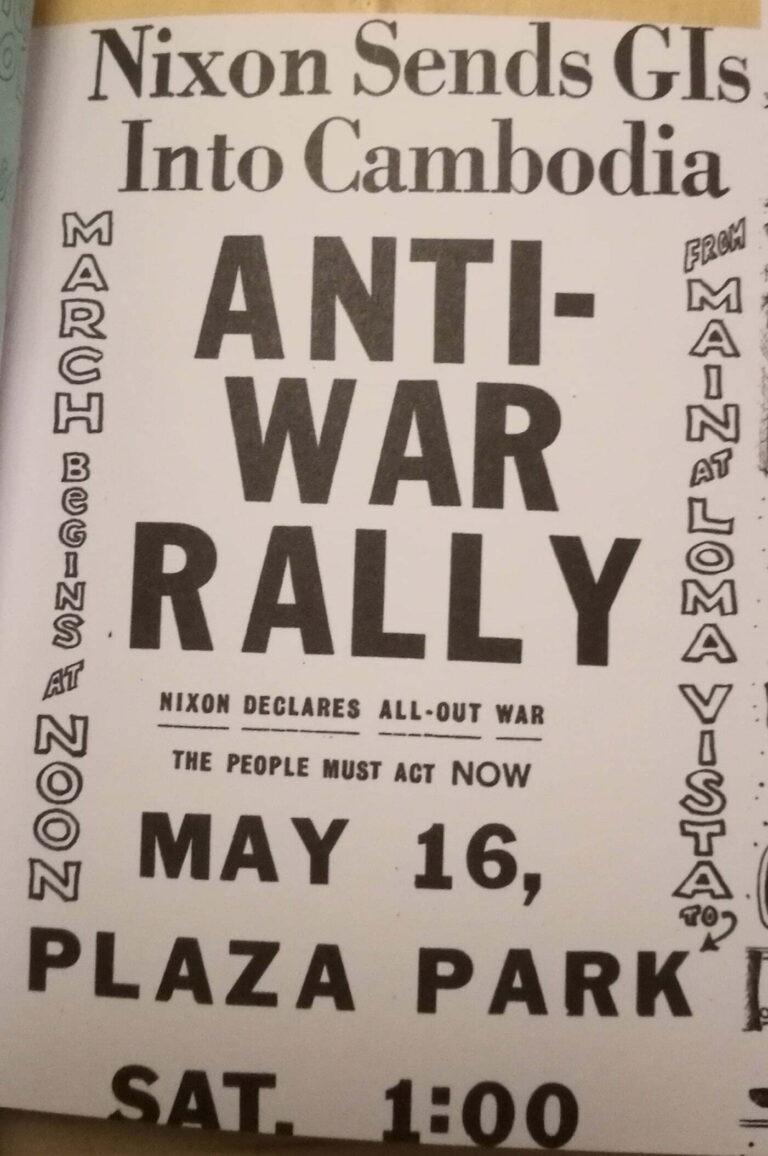 Nixon Sends GIs
Into Cambodia
MARCH BeGINS AT NOON
ANTI-
WAR
RALLY
FROM MAIN AT LOMA VISTA TO
NIXON DECLARES ALL-OUT WAR
THE PEOPLE MUST ACT NOW
MAY 16,
PLAZA PARK
SAT. 1:00